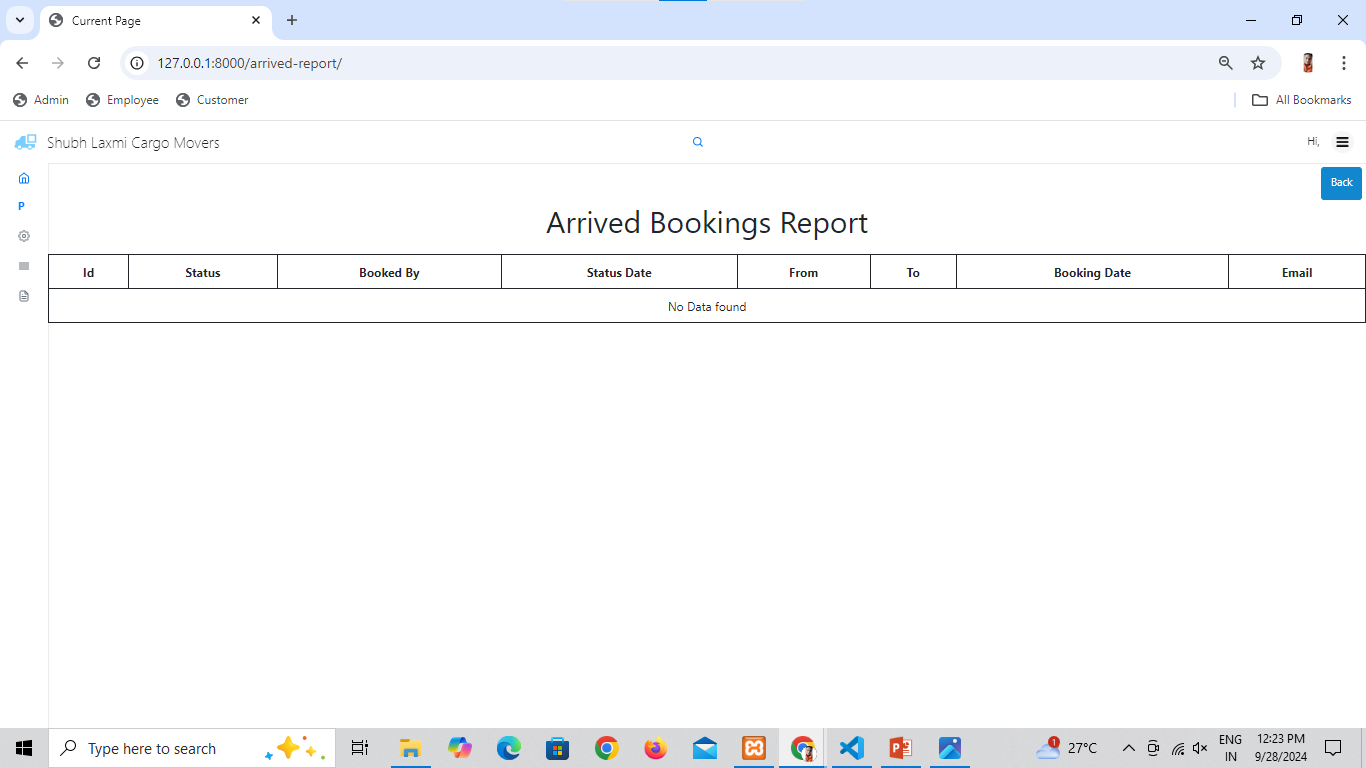 Current Page
127.0.0.1:8000/arrived-report/
Admin Employee Customer All Bookmarks
Shubh Laxmi Cargo Movers Hi,
P
Back
Arrived Bookings Report
Id Status Booked By Status Date From To Booking Date Email
No Data found
Type here to search 1 27°C ENG 12:23 PM
IN 9/28/2024